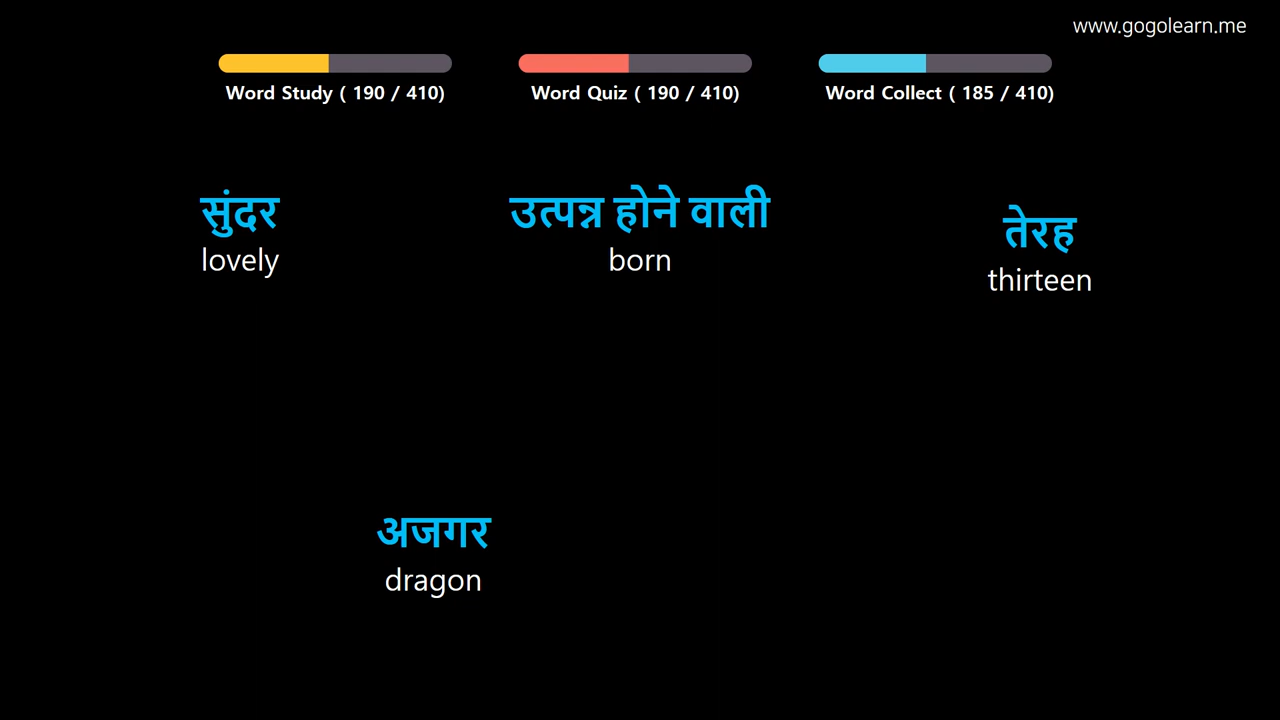 www.gogolearn.me
Word Study ( 190 / 410)
Word Quiz ( 190 / 410)
Word Collect ( 185 / 410)
सुंदर
lovely
उत्पन्न होने वाली
born
तेरह
thirteen
अजगर
dragon